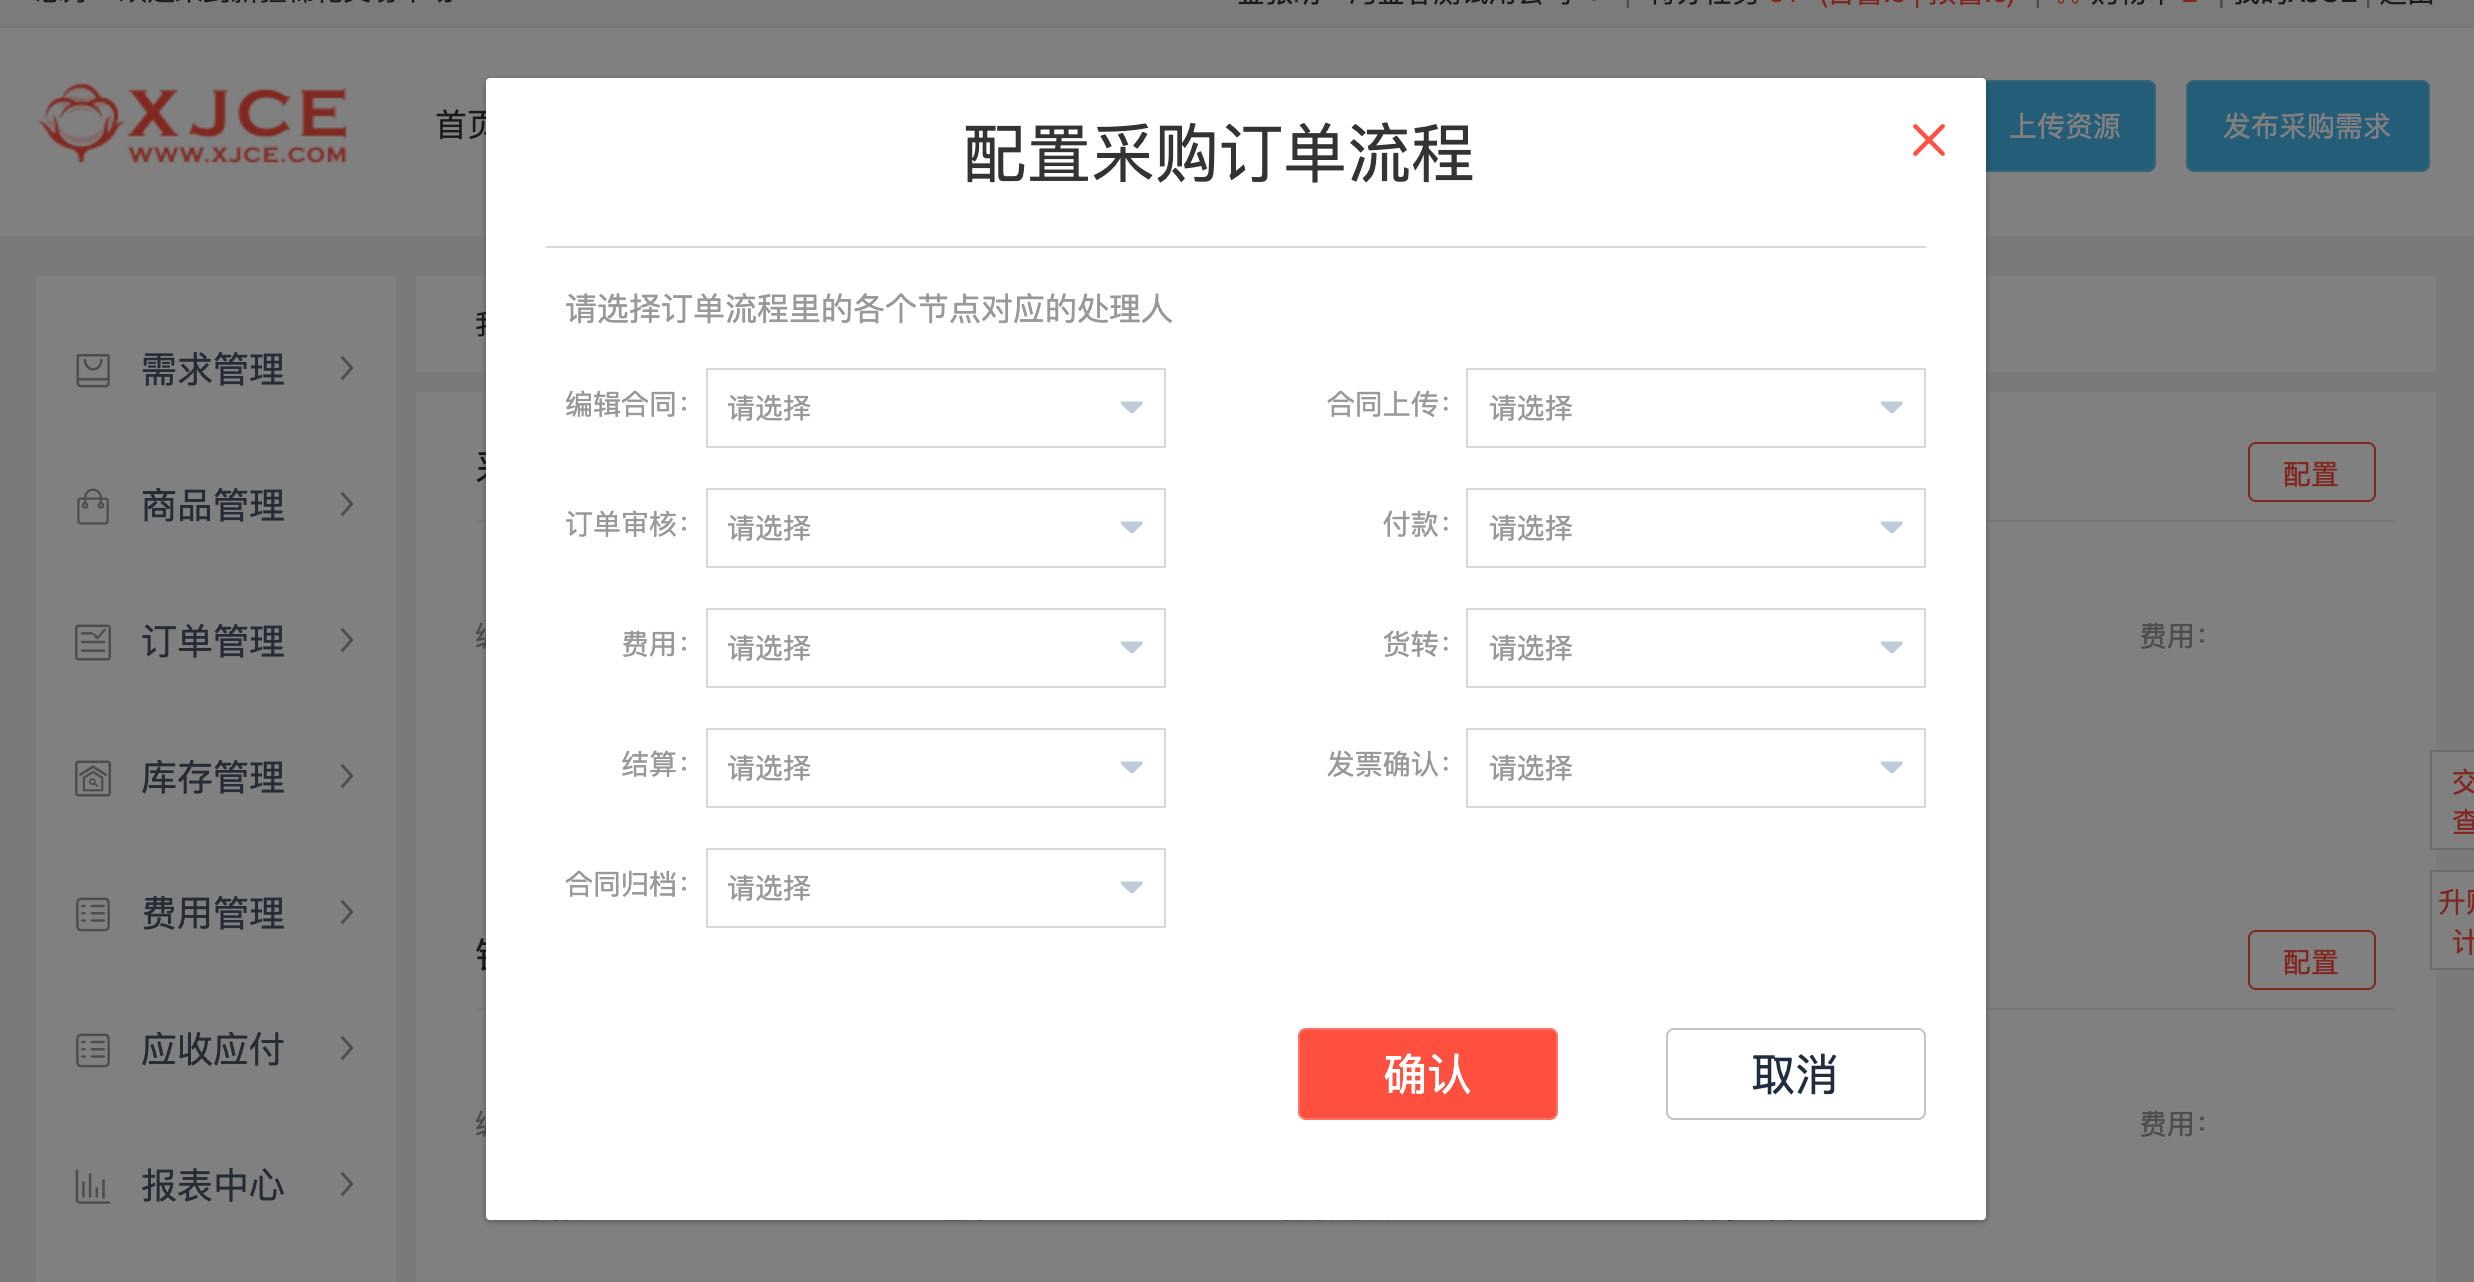 XJCE
WWW.XJCE.COM
首页
上传资源
发布采购需求
配置采购订单流程
请选择订单流程里的各个节点对应的处理人
编辑合同： 请选择 合同上传： 请选择
订单审核： 请选择 付款： 请选择
费用： 请选择 货转： 请选择
结算： 请选择 发票确认： 请选择
合同归档： 请选择
确认 取消
需求管理
商品管理
订单管理
库存管理
费用管理
应收应付
报表中心
配置
费用：
配置
费用：
交
查
升贴
计